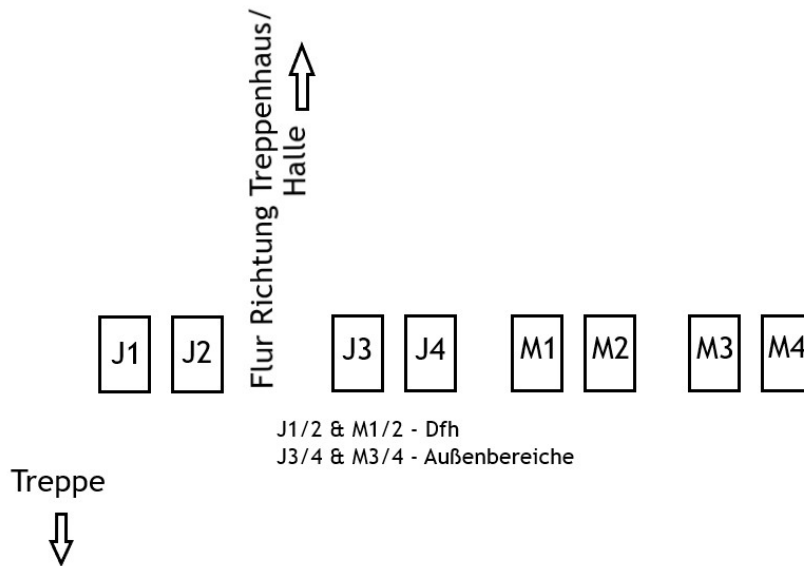 Flur Richtung Treppenhaus/
Halle
J1
J2
J3
J4
M1
M2
M3
M4
J1/2 & M1/2 - Dfh
J3/4 & M3/4 - Außenbereiche
Treppe